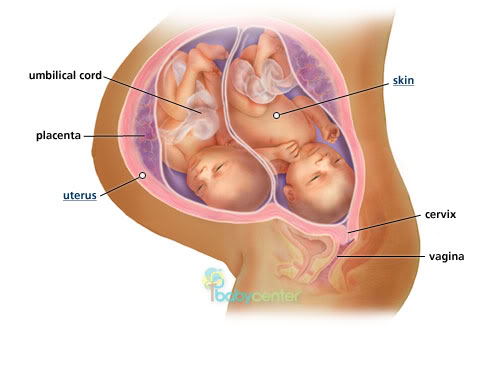 umbilical cord
skin
placenta
uterus
cervix
vagina
babycenter